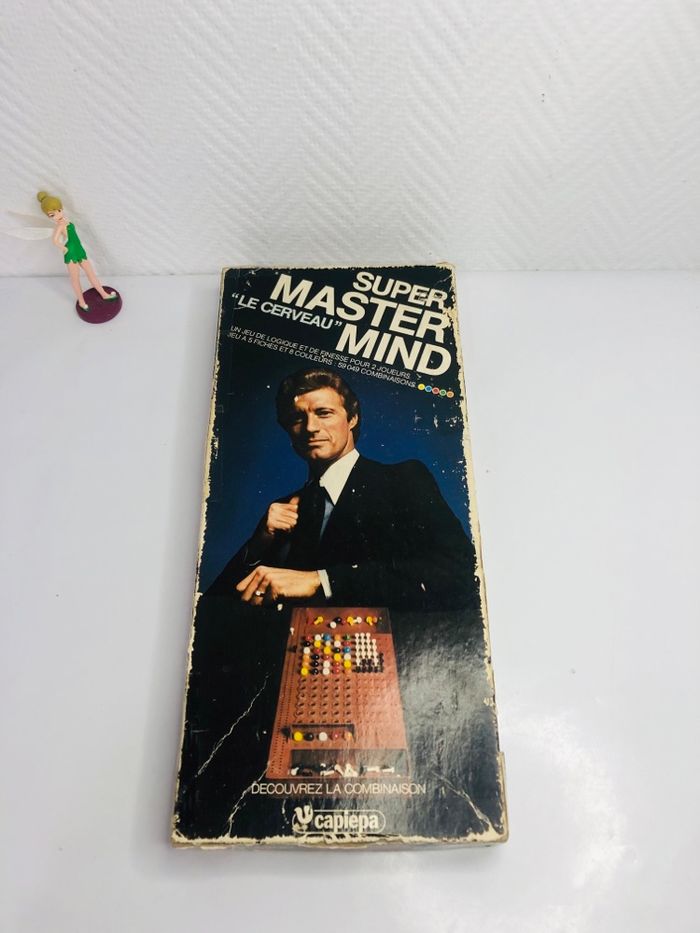 SUPER
MASTER
"LE CERVEAU"
MIND
UN JEU DE LOGIQUE ET DE FINESSE POUR 2 JOUEURS.
JEU A 5 FICHES ET 8 COULEURS · 59 049 COMBINAISONS.
DECOUVREZ LA COMBINAISON
capiepa